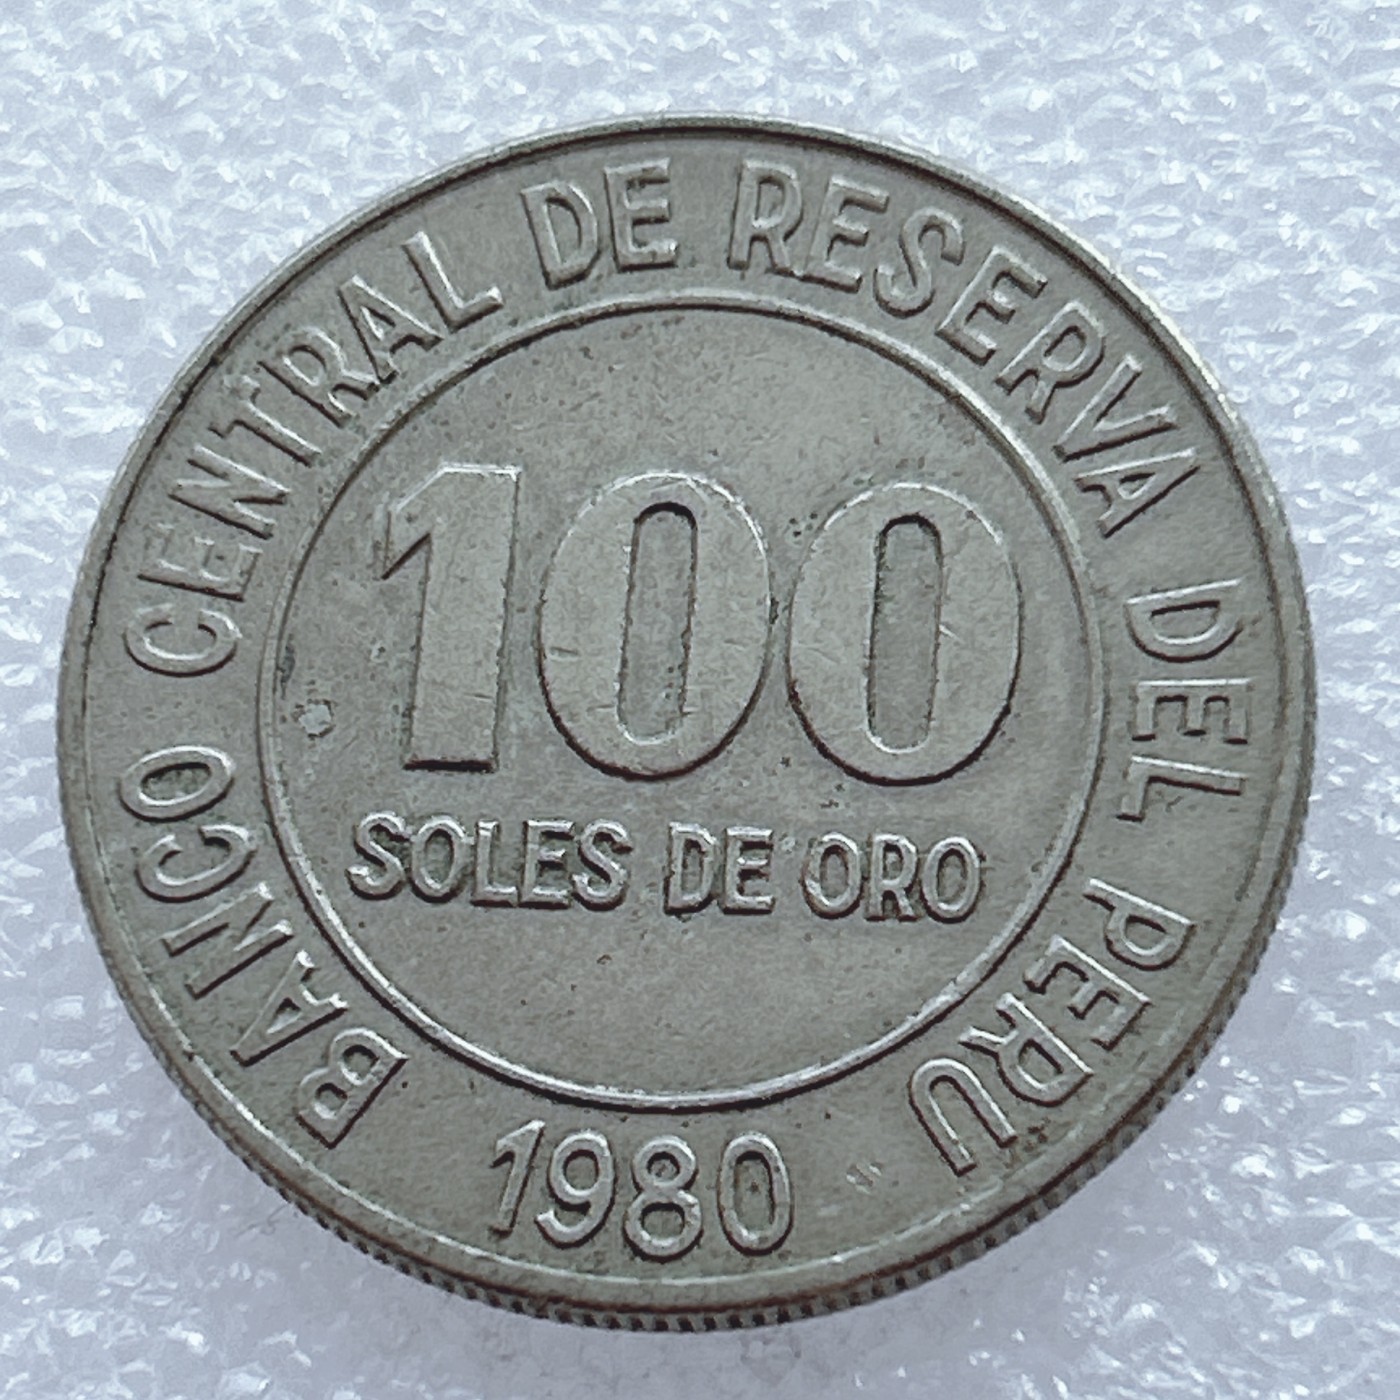 BANCO CENTRAL DE RESERVA DEL PERU
100
SOLES DE ORO
1980